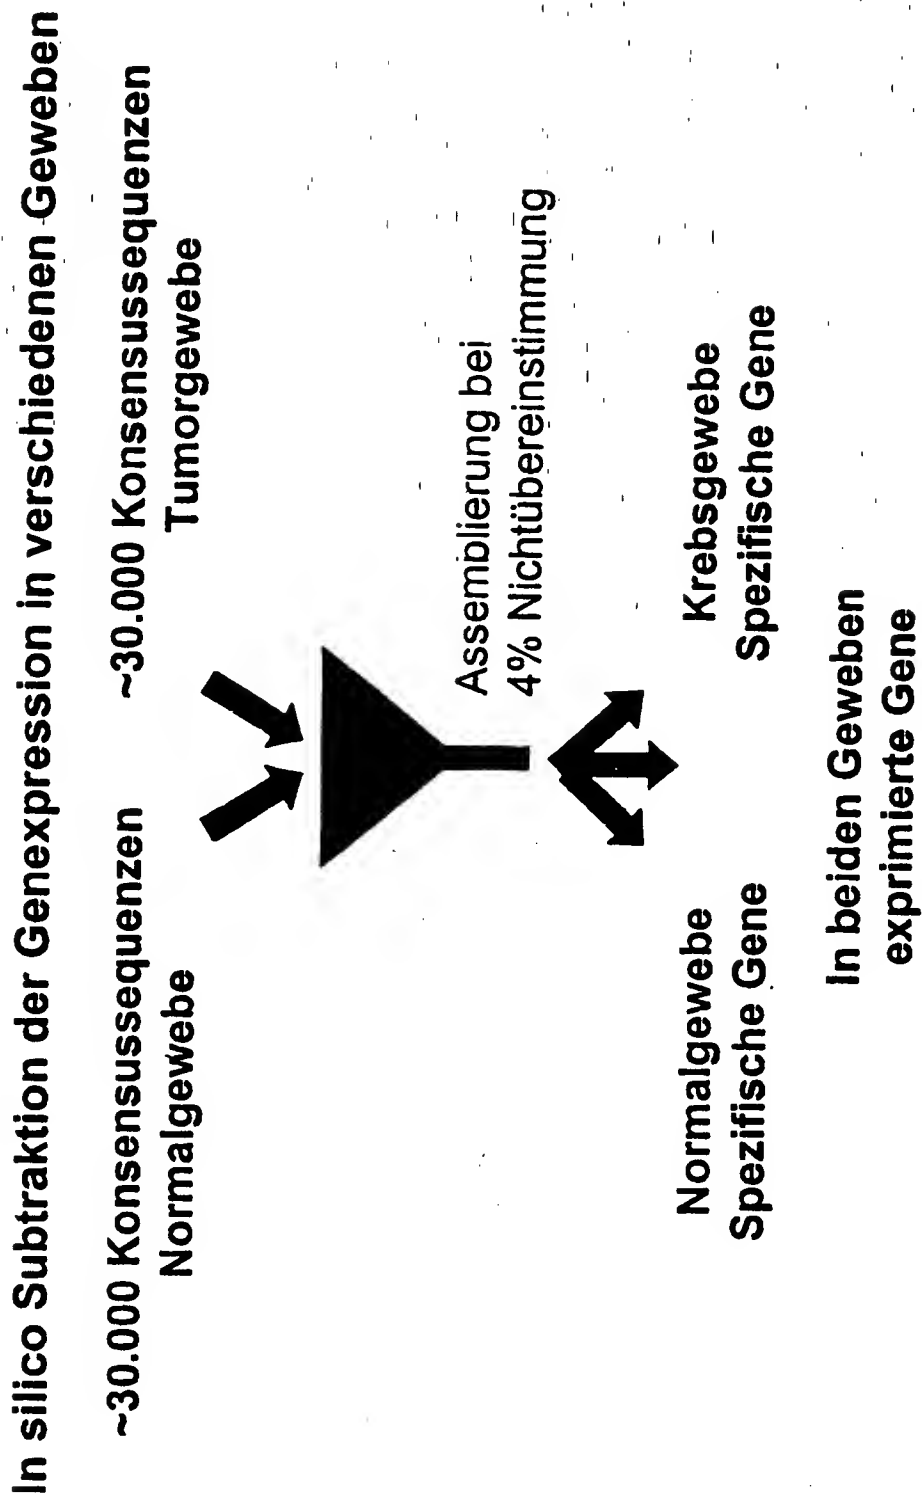 In silico Subtraktion der Genexpression in verschiedenen Geweben
~30.000 Konsensussequenzen
Normalgewebe
~30.000 Konsensussequenzen
Tumorgewebe
Assemblierung bei
4% Nichtübereinstimmung
Normalgewebe
Spezifische Gene
Krebsgewebe
Spezifische Gene
In beiden Geweben
exprimierte Gene